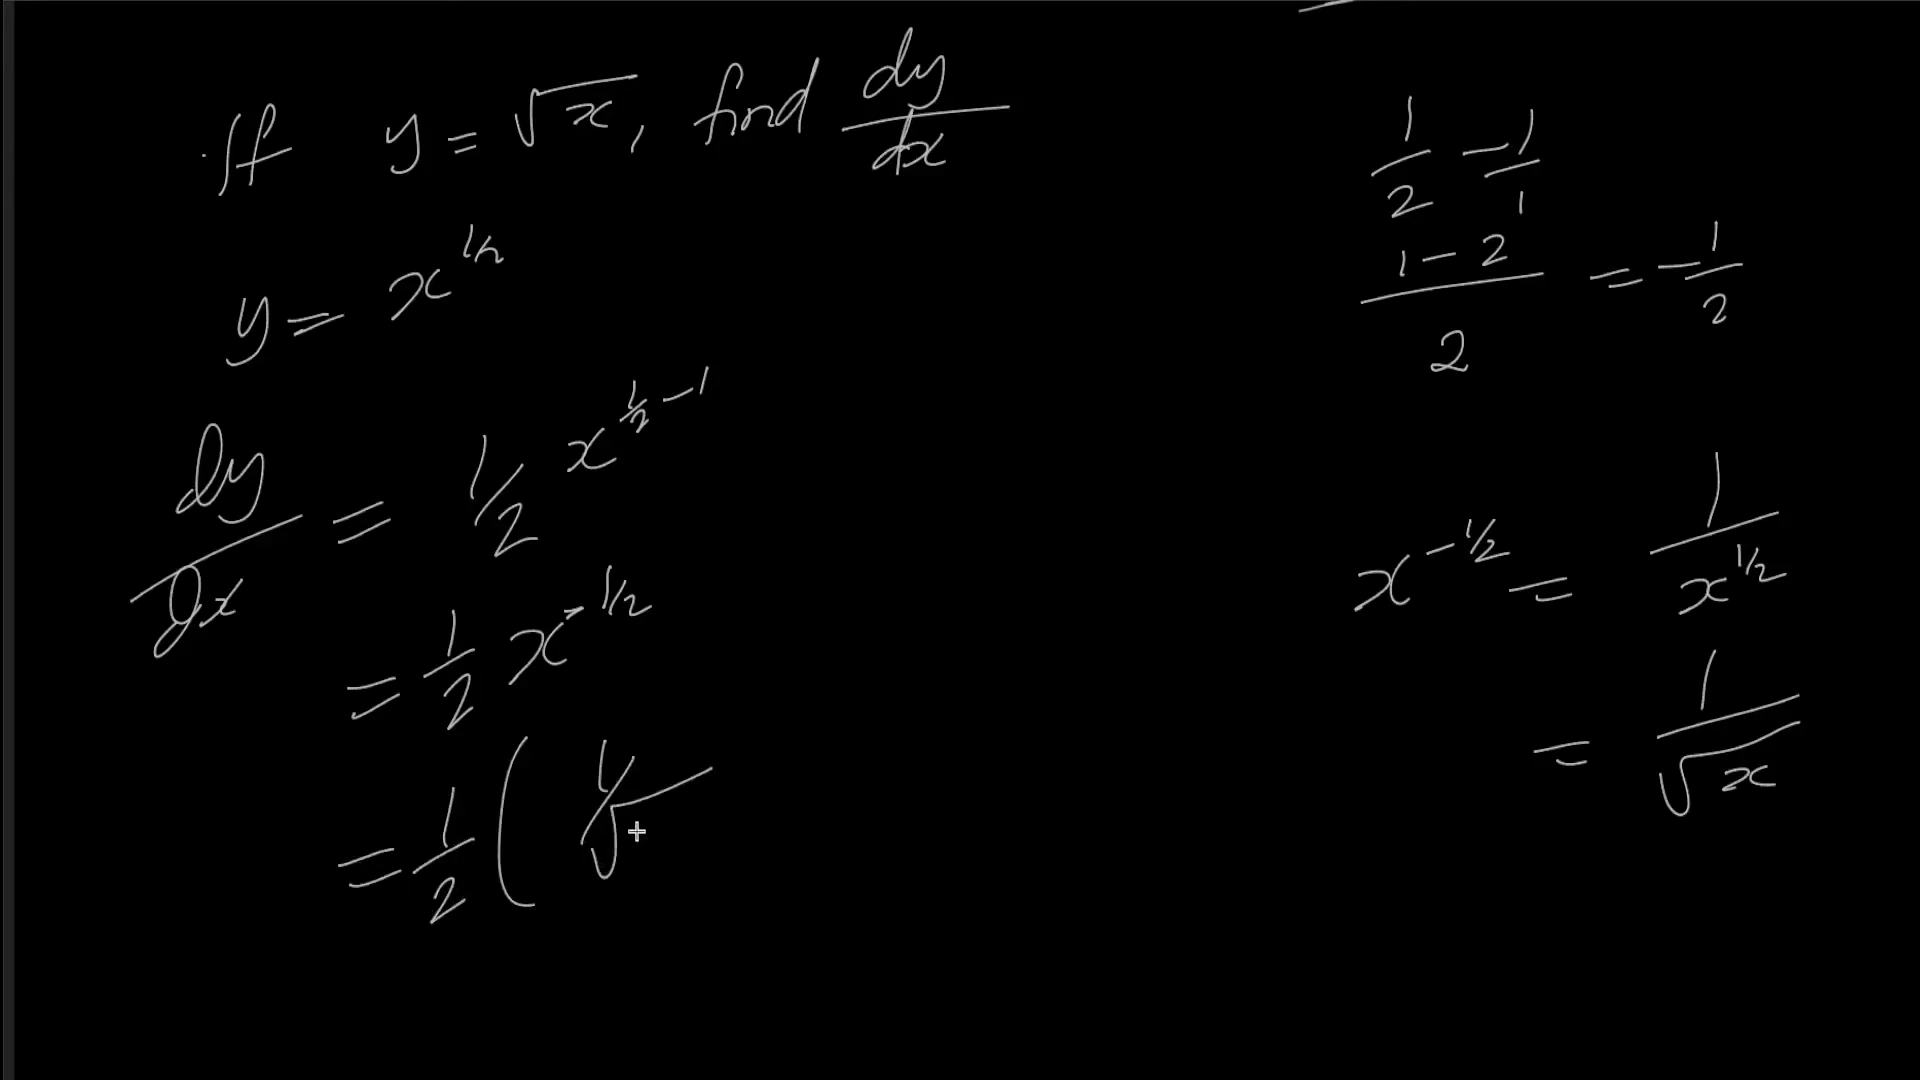 If y = √x, find dy/dx
y = x^1/2
dy/dx = 1/2 x^(1/2 - 1)
= 1/2 x^-1/2
= 1/2 ( 1/√
1/2 - 1/1
(1 - 2)/2 = -1/2
x^-1/2 = 1/x^1/2
= 1/√x